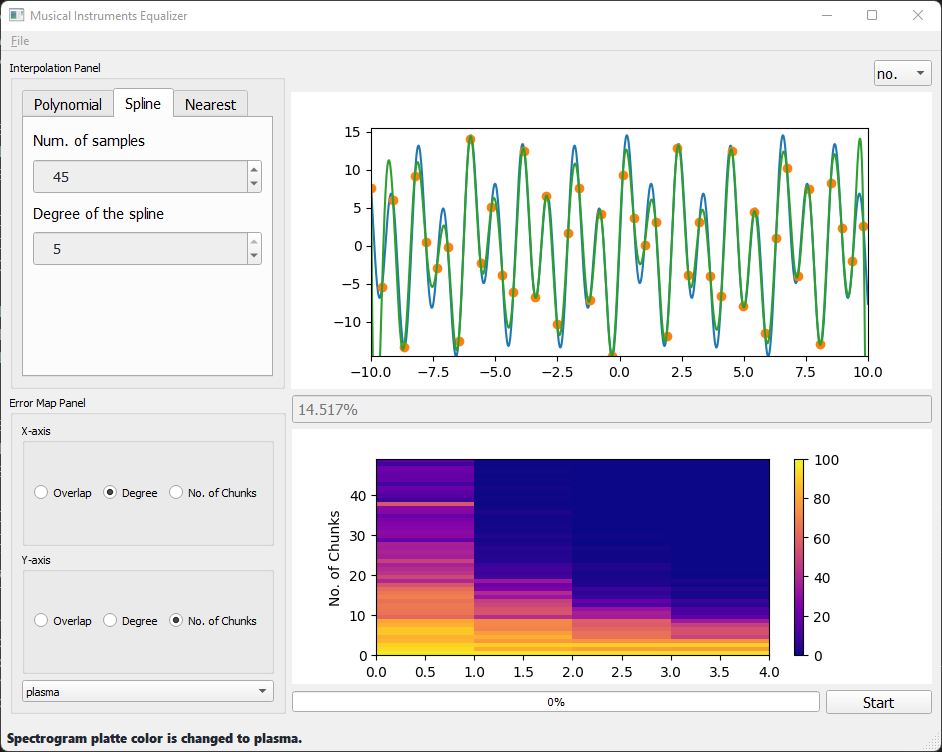 Musical Instruments Equalizer
File
Interpolation Panel
no.
Polynomial Spline Nearest
Num. of samples
45
Degree of the spline
5
15
10
5
0
−5
−10
−10.0 −7.5 −5.0 −2.5 0.0 2.5 5.0 7.5 10.0
Error Map Panel
14.517%
X-axis
Overlap Degree No. of Chunks
Y-axis
Overlap Degree No. of Chunks
plasma
No. of Chunks
40
30
20
10
0
0.0 0.5 1.0 1.5 2.0 2.5 3.0 3.5 4.0
100
80
60
40
20
0
0%
Start
Spectrogram platte color is changed to plasma.